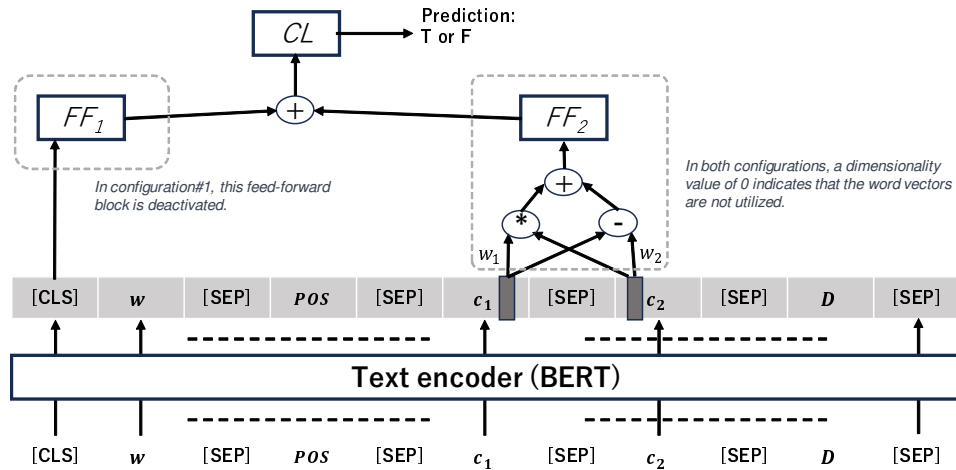 Prediction:
T or F
CL
+
FF₁
FF₂
In configuration#1, this feed-forward
block is deactivated.
In both configurations, a dimensionality
value of 0 indicates that the word vectors
are not utilized.
+
* -
w₁ w₂
[CLS] w [SEP] POS [SEP] c₁ [SEP] c₂ [SEP] D [SEP]
Text encoder (BERT)
[CLS] w [SEP] POS [SEP] c₁ [SEP] c₂ [SEP] D [SEP]